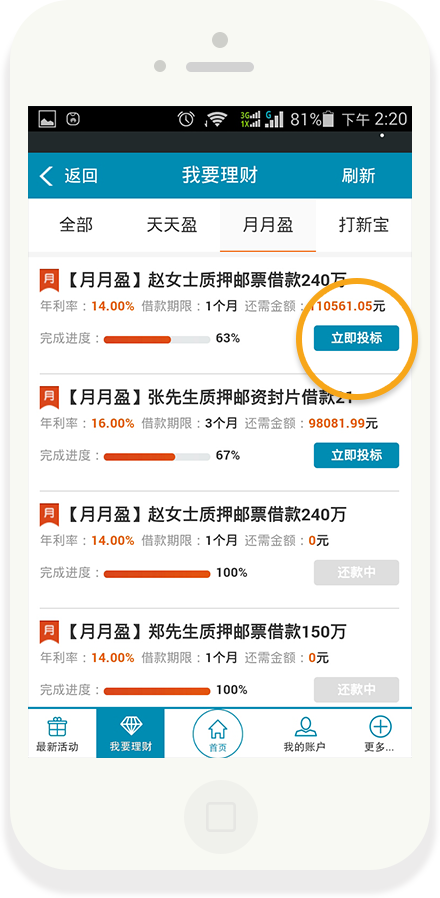 3G 1X G 81% 下午 2:20
返回 我要理财 刷新
全部 天天盈 月月盈 打新宝
月 【月月盈】赵女士质押邮票借款240万
年利率：14.00% 借款期限：1个月 还需金额：110561.05元
完成进度： 63% 立即投标
月 【月月盈】张先生质押邮资封片借款21
年利率：16.00% 借款期限：3个月 还需金额：98081.99元
完成进度： 67% 立即投标
月 【月月盈】赵女士质押邮票借款240万
年利率：14.00% 借款期限：1个月 还需金额：0元
完成进度： 100% 还款中
月 【月月盈】郑先生质押邮票借款150万
年利率：14.00% 借款期限：1个月 还需金额：0元
完成进度： 100% 还款中
最新活动 我要理财 首页 我的账户 更多...